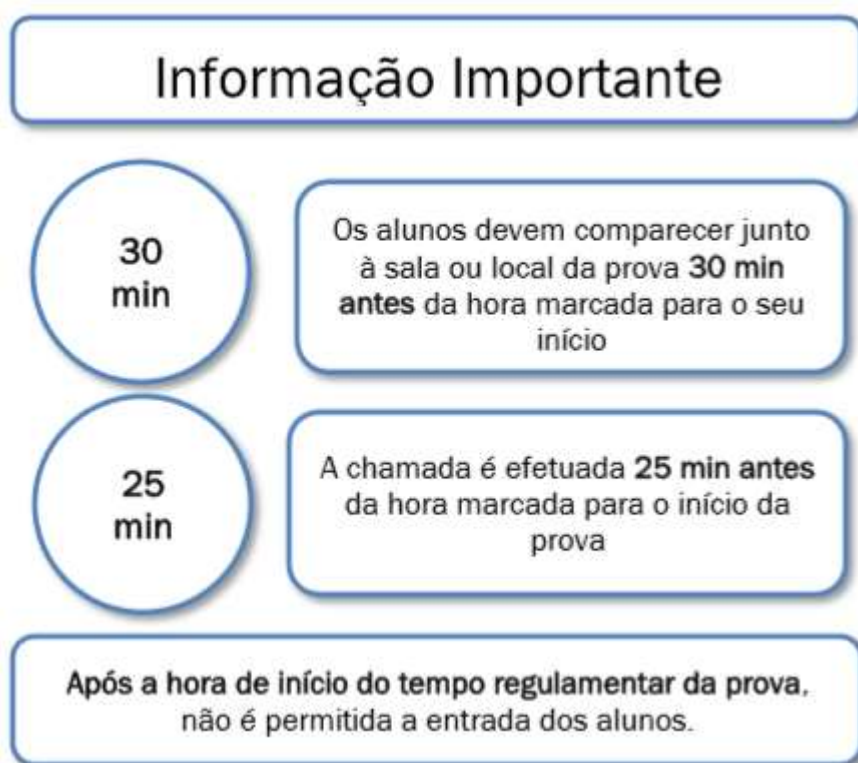 Informação Importante
30
min
Os alunos devem comparecer junto
à sala ou local da prova 30 min
antes da hora marcada para o seu
início
25
min
A chamada é efetuada 25 min antes
da hora marcada para o início da
prova
Após a hora de início do tempo regulamentar da prova,
não é permitida a entrada dos alunos.